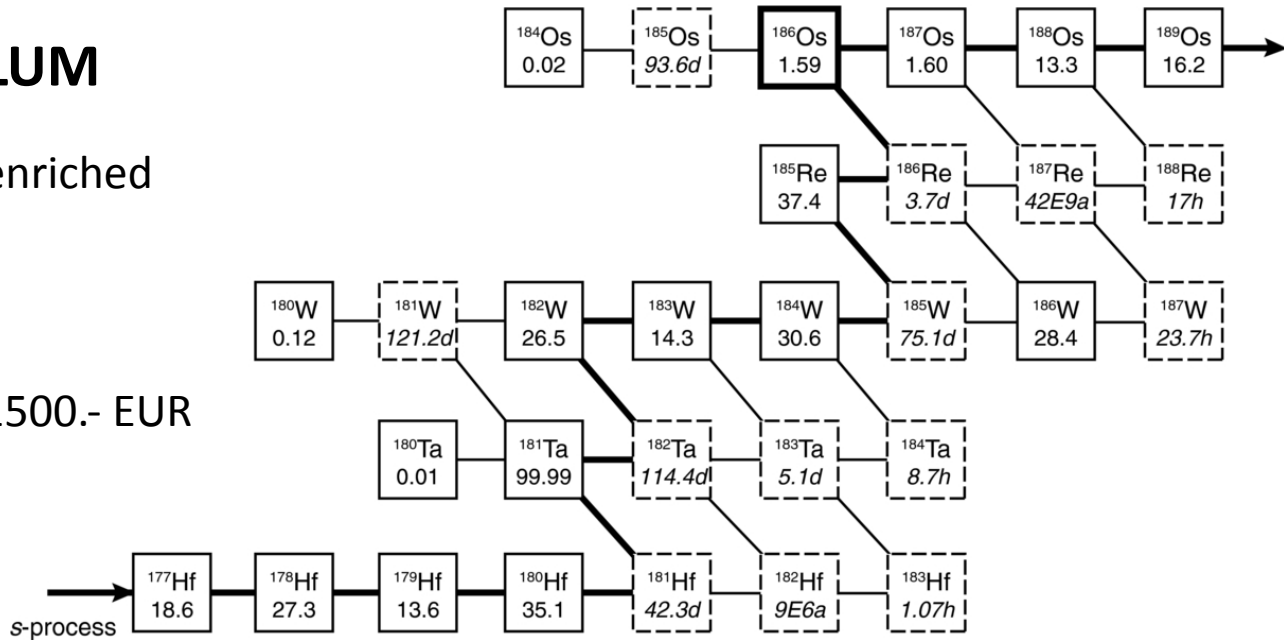 LUM
enriched
1500.- EUR
¹⁸⁴Os
0.02
¹⁸⁵Os
93.6d
¹⁸⁶Os
1.59
¹⁸⁷Os
1.60
¹⁸⁸Os
13.3
¹⁸⁹Os
16.2
¹⁸⁵Re
37.4
¹⁸⁶Re
3.7d
¹⁸⁷Re
42E9a
¹⁸⁸Re
17h
¹⁸⁰W
0.12
¹⁸¹W
121.2d
¹⁸²W
26.5
¹⁸³W
14.3
¹⁸⁴W
30.6
¹⁸⁵W
75.1d
¹⁸⁶W
28.4
¹⁸⁷W
23.7h
¹⁸⁰Ta
0.01
¹⁸¹Ta
99.99
¹⁸²Ta
114.4d
¹⁸³Ta
5.1d
¹⁸⁴Ta
8.7h
¹⁷⁷Hf
18.6
¹⁷⁸Hf
27.3
¹⁷⁹Hf
13.6
¹⁸⁰Hf
35.1
¹⁸¹Hf
42.3d
¹⁸²Hf
9E6a
¹⁸³Hf
1.07h
s-process